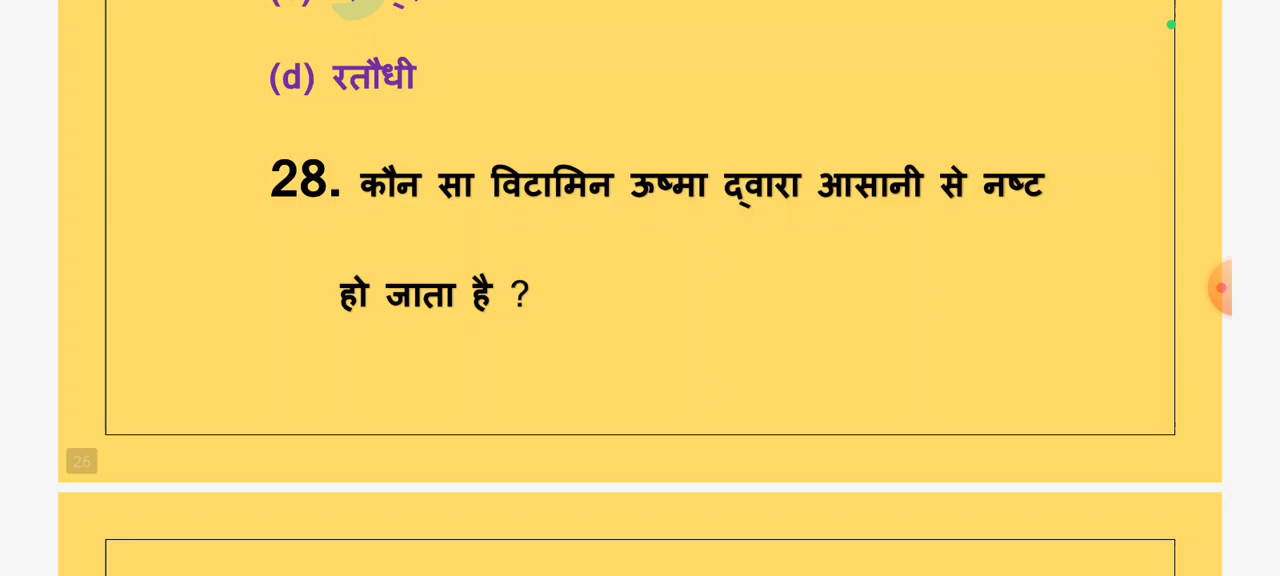 (d) रतौधी
28. कौन सा विटामिन ऊष्मा द्वारा आसानी से नष्ट
हो जाता है ?
26